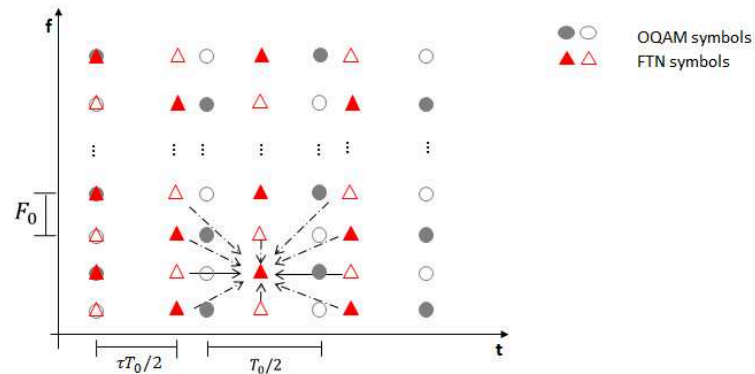 f
OQAM symbols
FTN symbols
F₀
t
τT₀/2
T₀/2